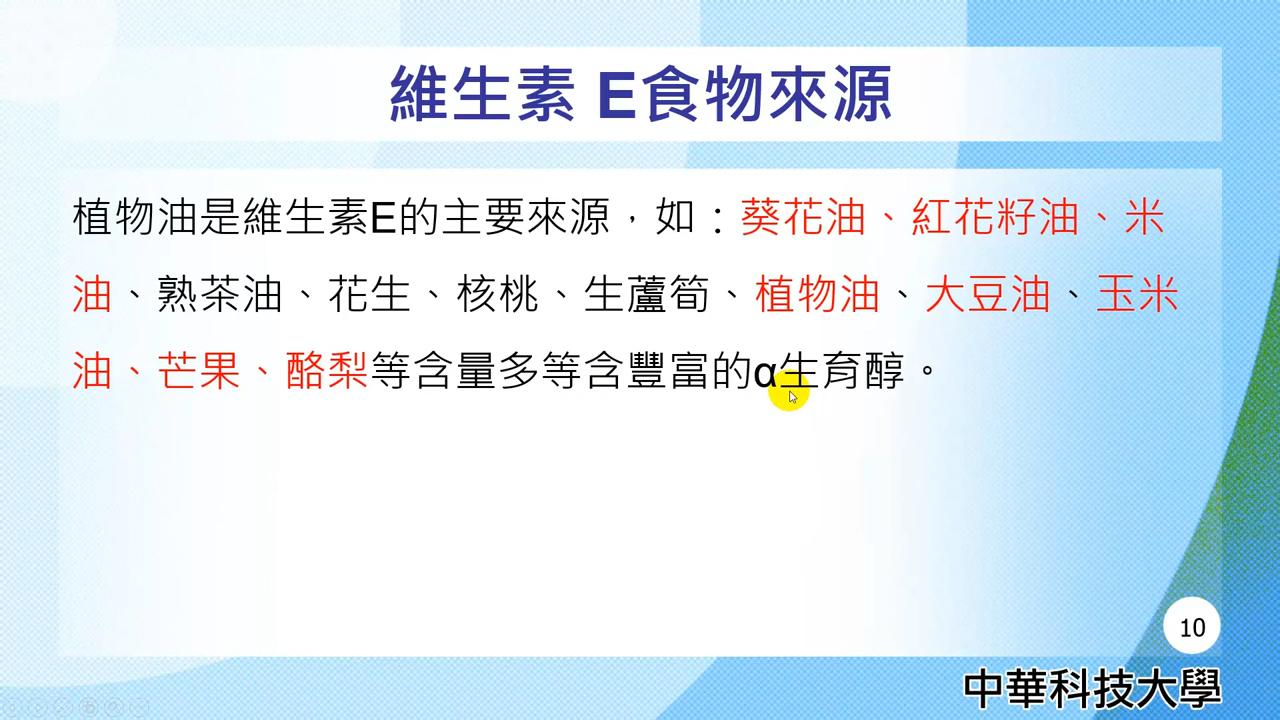 維生素 E食物來源
植物油是維生素E的主要來源，如：葵花油、紅花籽油、米
油、熟茶油、花生、核桃、生蘆筍、植物油、大豆油、玉米
油、芒果、酪梨等含量多等含豐富的α生育醇。
10
中華科技大學